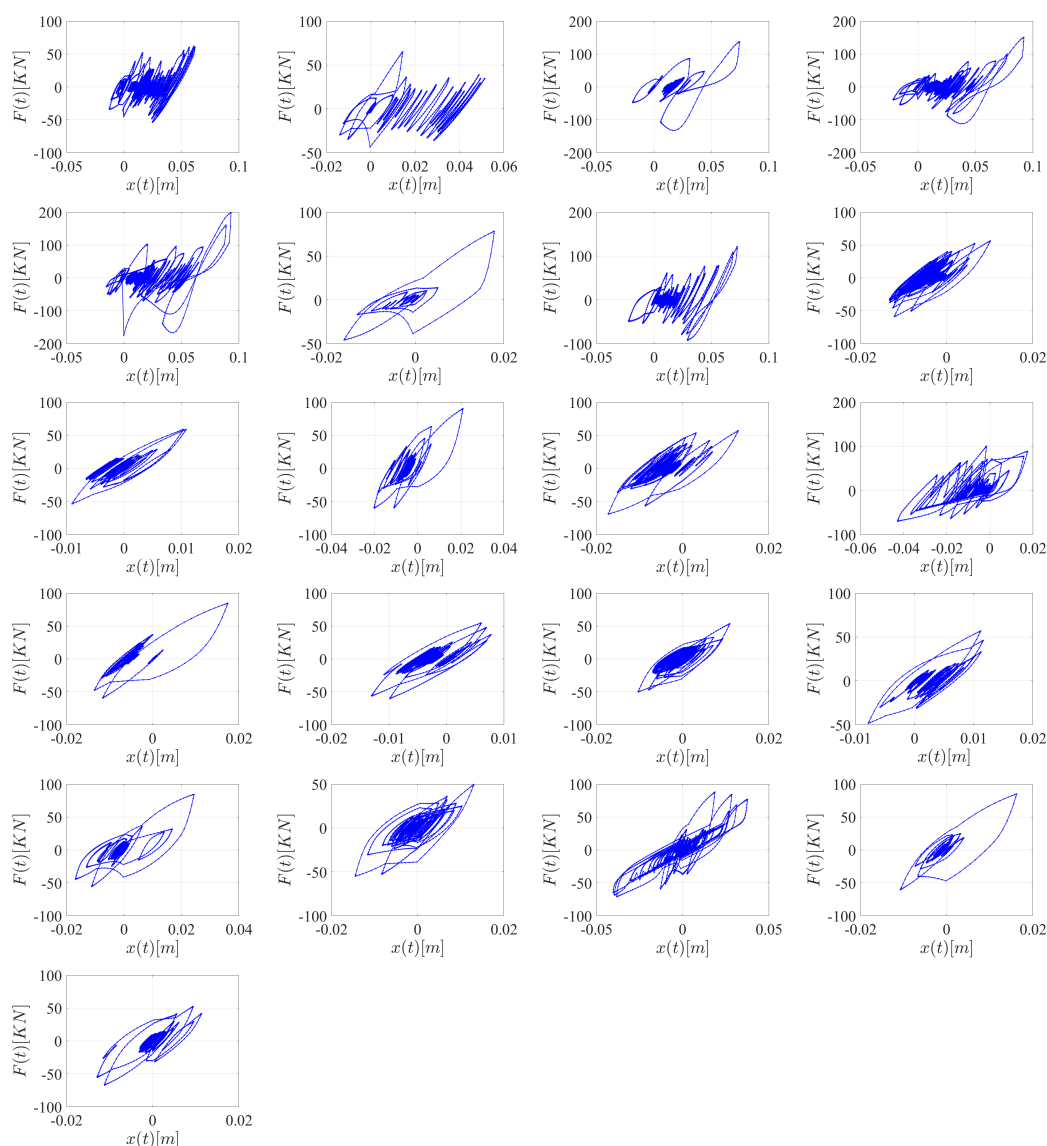 100 100 200 200
50 50 100 100
0 0 0 0
-50 -100 -100
-100 -50 -200 -200
-0.05 0 0.05 0.1 -0.02 0 0.02 0.04 0.06 -0.05 0 0.05 0.1 -0.05 0 0.05 0.1
F(t)[KN] F(t)[KN] F(t)[KN] F(t)[KN]
x(t)[m] x(t)[m] x(t)[m] x(t)[m]
200 100 200 100
100 50 100 50
0 0 0 0
-100 -50
-200 -50 -100 -100
-0.05 0 0.05 0.1 -0.02 0 0.02 -0.05 0 0.05 0.1 -0.02 -0.01 0 0.01 0.02
F(t)[KN] F(t)[KN] F(t)[KN] F(t)[KN]
x(t)[m] x(t)[m] x(t)[m] x(t)[m]
100 100 100 200
50 50 50 100
0 0 0 0
-50 -50 -50
-100 -100 -100 -100
-0.01 0 0.01 0.02 -0.04 -0.02 0 0.02 0.04 -0.02 0 0.02 -0.06 -0.04 -0.02 0 0.02
F(t)[KN] F(t)[KN] F(t)[KN] F(t)[KN]
x(t)[m] x(t)[m] x(t)[m] x(t)[m]
100 100 100 100
50 50 50 50
0 0 0 0
-50 -50 -50
-100 -100 -100 -50
-0.02 0 0.02 -0.02 -0.01 0 0.01 -0.02 0 0.02 -0.01 0 0.01 0.02
F(t)[KN] F(t)[KN] F(t)[KN] F(t)[KN]
x(t)[m] x(t)[m] x(t)[m] x(t)[m]
100 50 100 100
50 50 50
0 0 0 0
-50 -50 -50 -50
-100 -100 -100 -100
-0.02 0 0.02 0.04 -0.02 -0.01 0 0.01 0.02 -0.05 0 0.05 -0.02 0 0.02
F(t)[KN] F(t)[KN] F(t)[KN] F(t)[KN]
x(t)[m] x(t)[m] x(t)[m] x(t)[m]
100
50
0
-50
-100
-0.02 0 0.02
F(t)[KN]
x(t)[m]